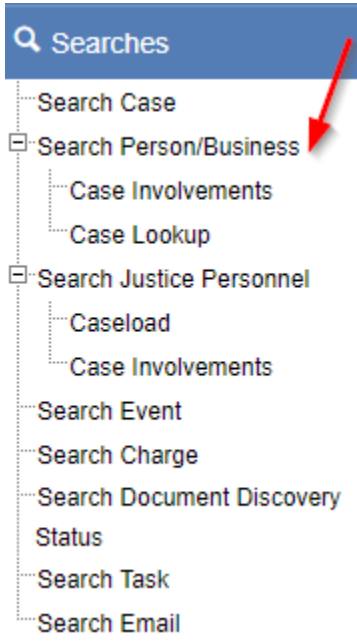 Searches
Search Case
Search Person/Business
Case Involvements
Case Lookup
Search Justice Personnel
Caseload
Case Involvements
Search Event
Search Charge
Search Document Discovery
Status
Search Task
Search Email